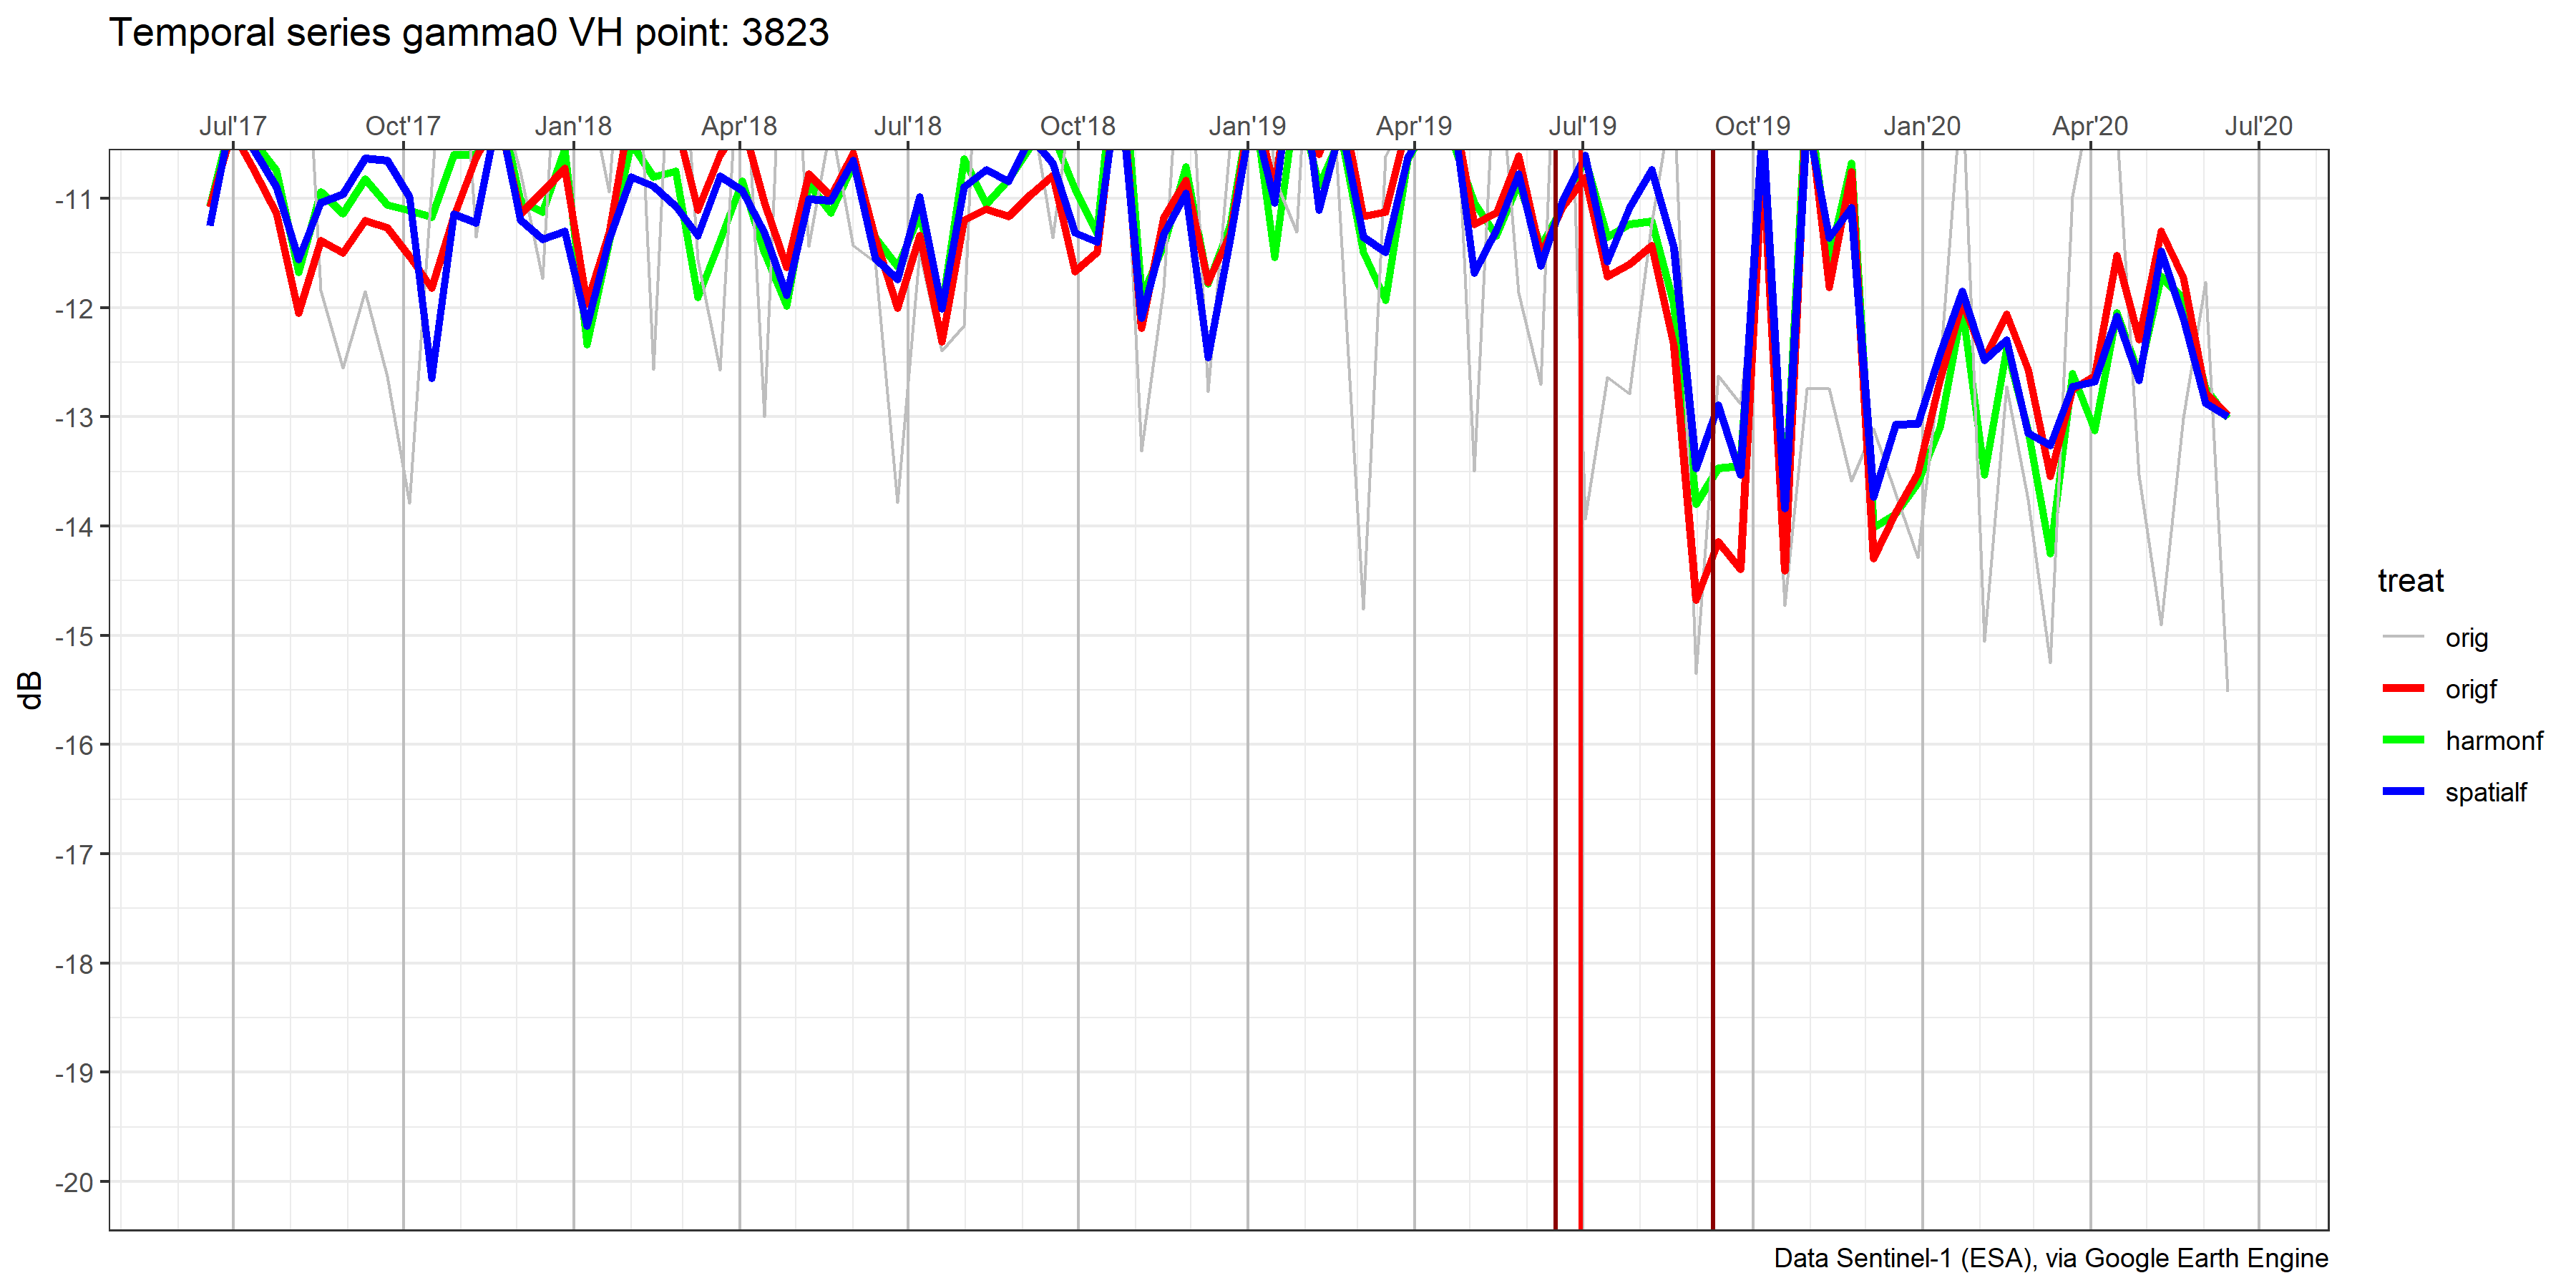 Temporal series gamma0 VH point: 3823
Jul'17 Oct'17 Jan'18 Apr'18 Jul'18 Oct'18 Jan'19 Apr'19 Jul'19 Oct'19 Jan'20 Apr'20 Jul'20
-11
-12
-13
-14
-15
-16
-17
-18
-19
-20
dB
treat
orig
origf
harmonf
spatialf
Data Sentinel-1 (ESA), via Google Earth Engine